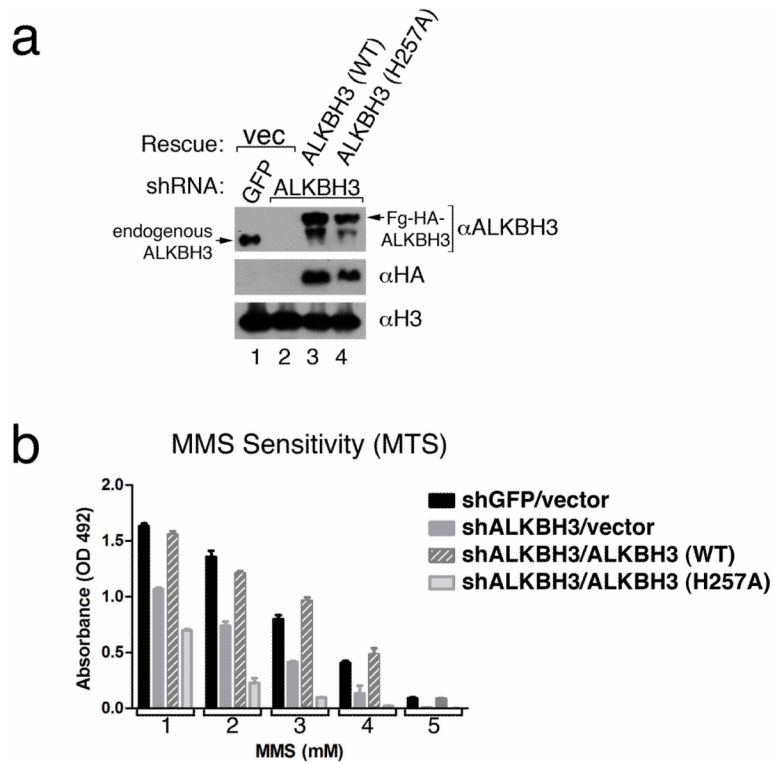 a
Rescue: vec ALKBH3 (WT) ALKBH3 (H257A)
shRNA: GFP ALKBH3
endogenous ALKBH3
Fg-HA-ALKBH3
αALKBH3
αHA
αH3
1 2 3 4
b
MMS Sensitivity (MTS)
Absorbance (OD 492)
2.0
1.5
1.0
0.5
0.0
1 2 3 4 5
MMS (mM)
shGFP/vector
shALKBH3/vector
shALKBH3/ALKBH3 (WT)
shALKBH3/ALKBH3 (H257A)